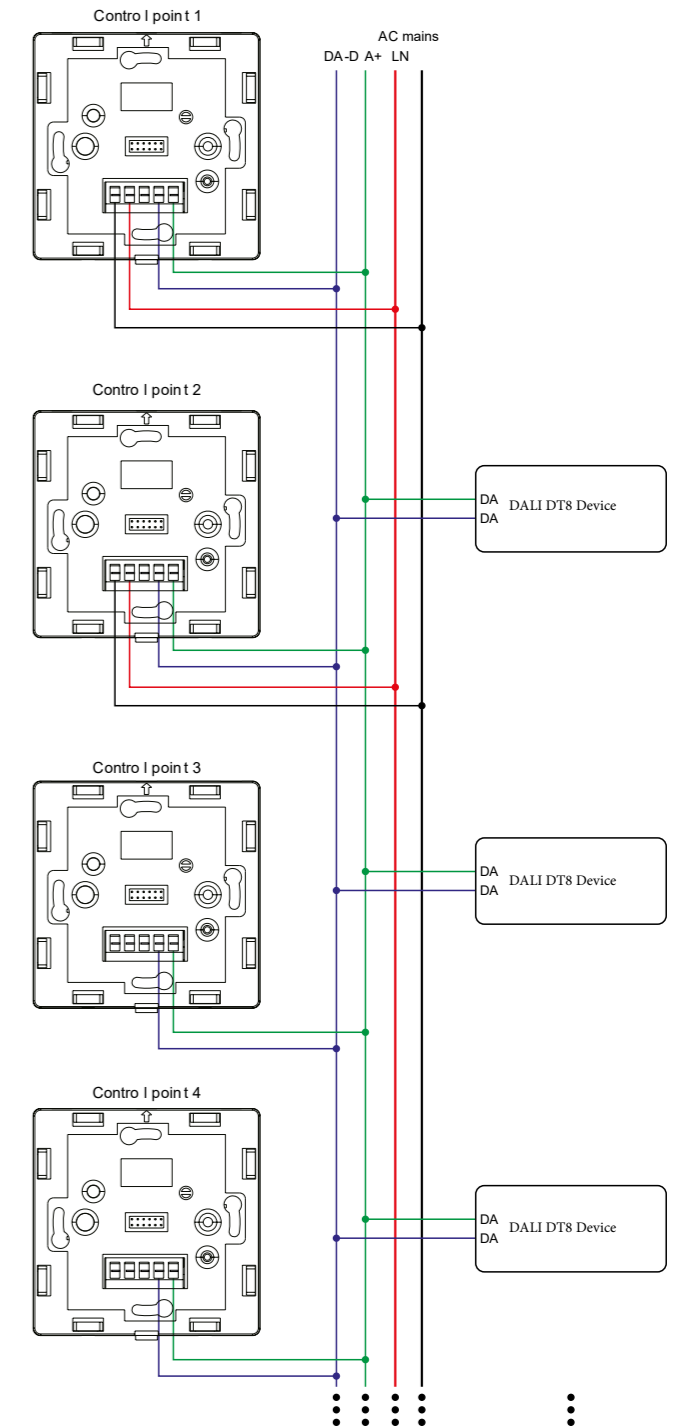 Contro l poin t 1
AC mains
DA-D A+ LN
Contro l poin t 2
DA
DALI DT8 Device
DA
Contro l poin t 3
DA
DALI DT8 Device
DA
Contro l poin t 4
DA
DALI DT8 Device
DA